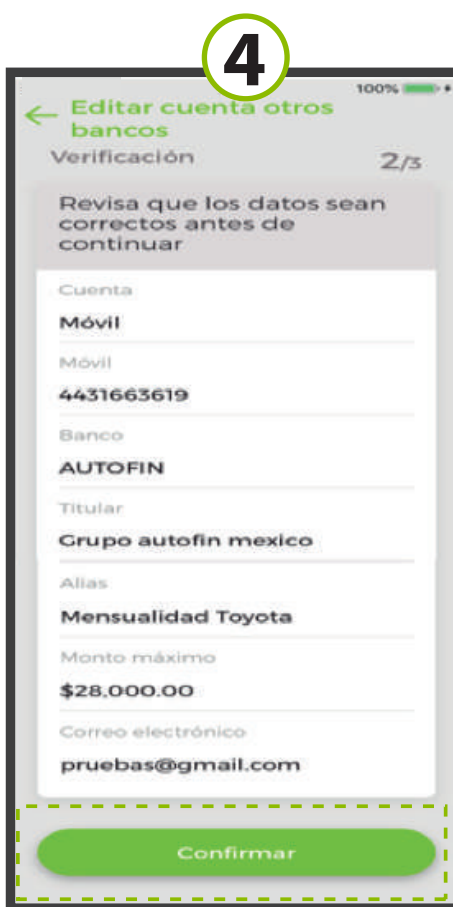 4
100%
Editar cuenta otros
bancos
Verificación 2/3
Revisa que los datos sean
correctos antes de
continuar
Cuenta
Móvil
Móvil
4431663619
Banco
AUTOFIN
Titular
Grupo autofin mexico
Alias
Mensualidad Toyota
Monto máximo
$28,000.00
Correo electrónico
pruebas@gmail.com
Confirmar